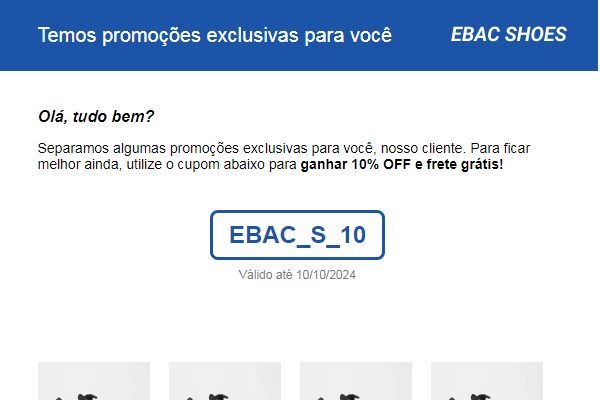 Temos promoções exclusivas para você
EBAC SHOES
Olá, tudo bem?
Separamos algumas promoções exclusivas para você, nosso cliente. Para ficar
melhor ainda, utilize o cupom abaixo para ganhar 10% OFF e frete grátis!
EBAC_S_10
Válido até 10/10/2024